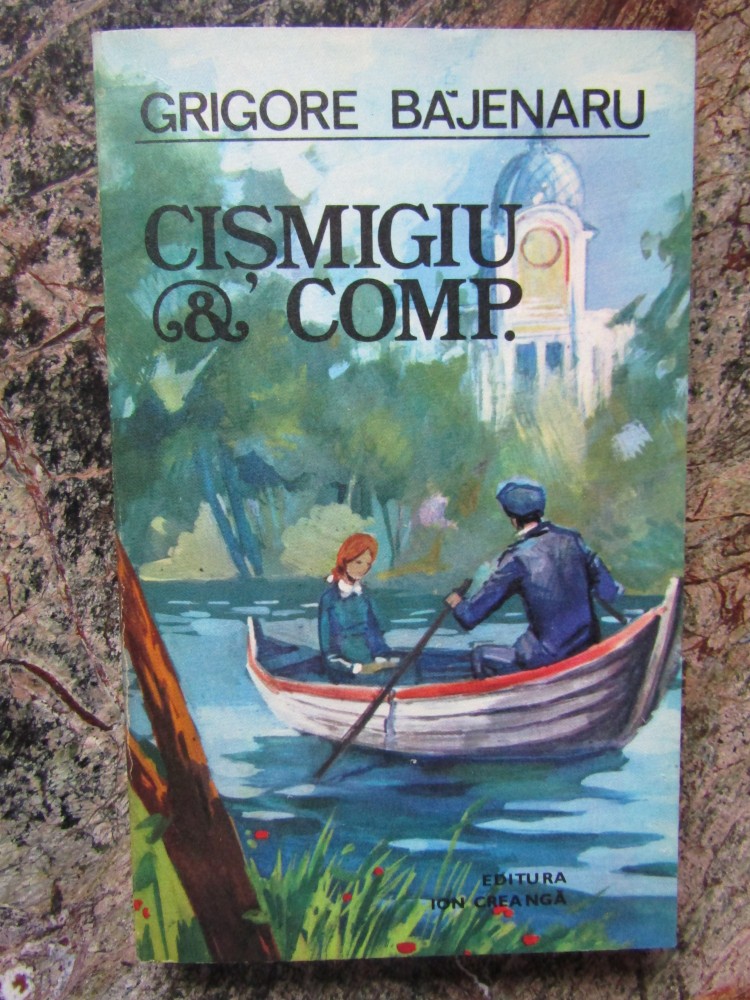 GRIGORE BĂJENARU
CIȘMIGIU
& COMP.
EDITURA
ION CREANGĂ